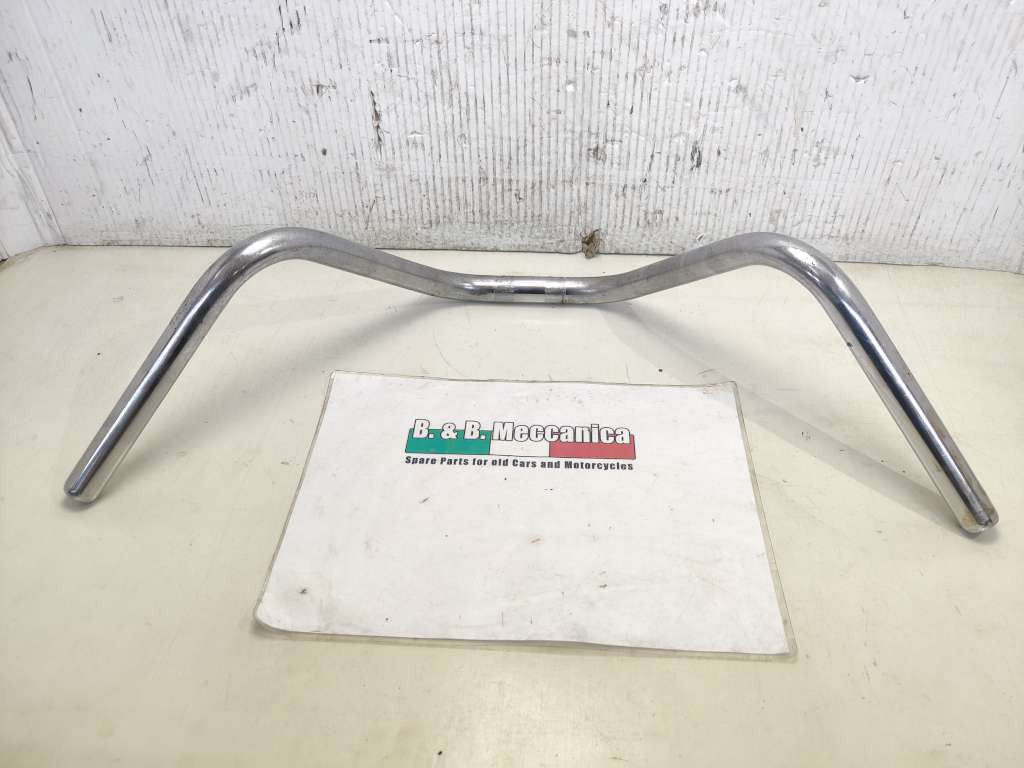 B. & B. Meccanica
Spare Parts for old Cars and Motorcycles